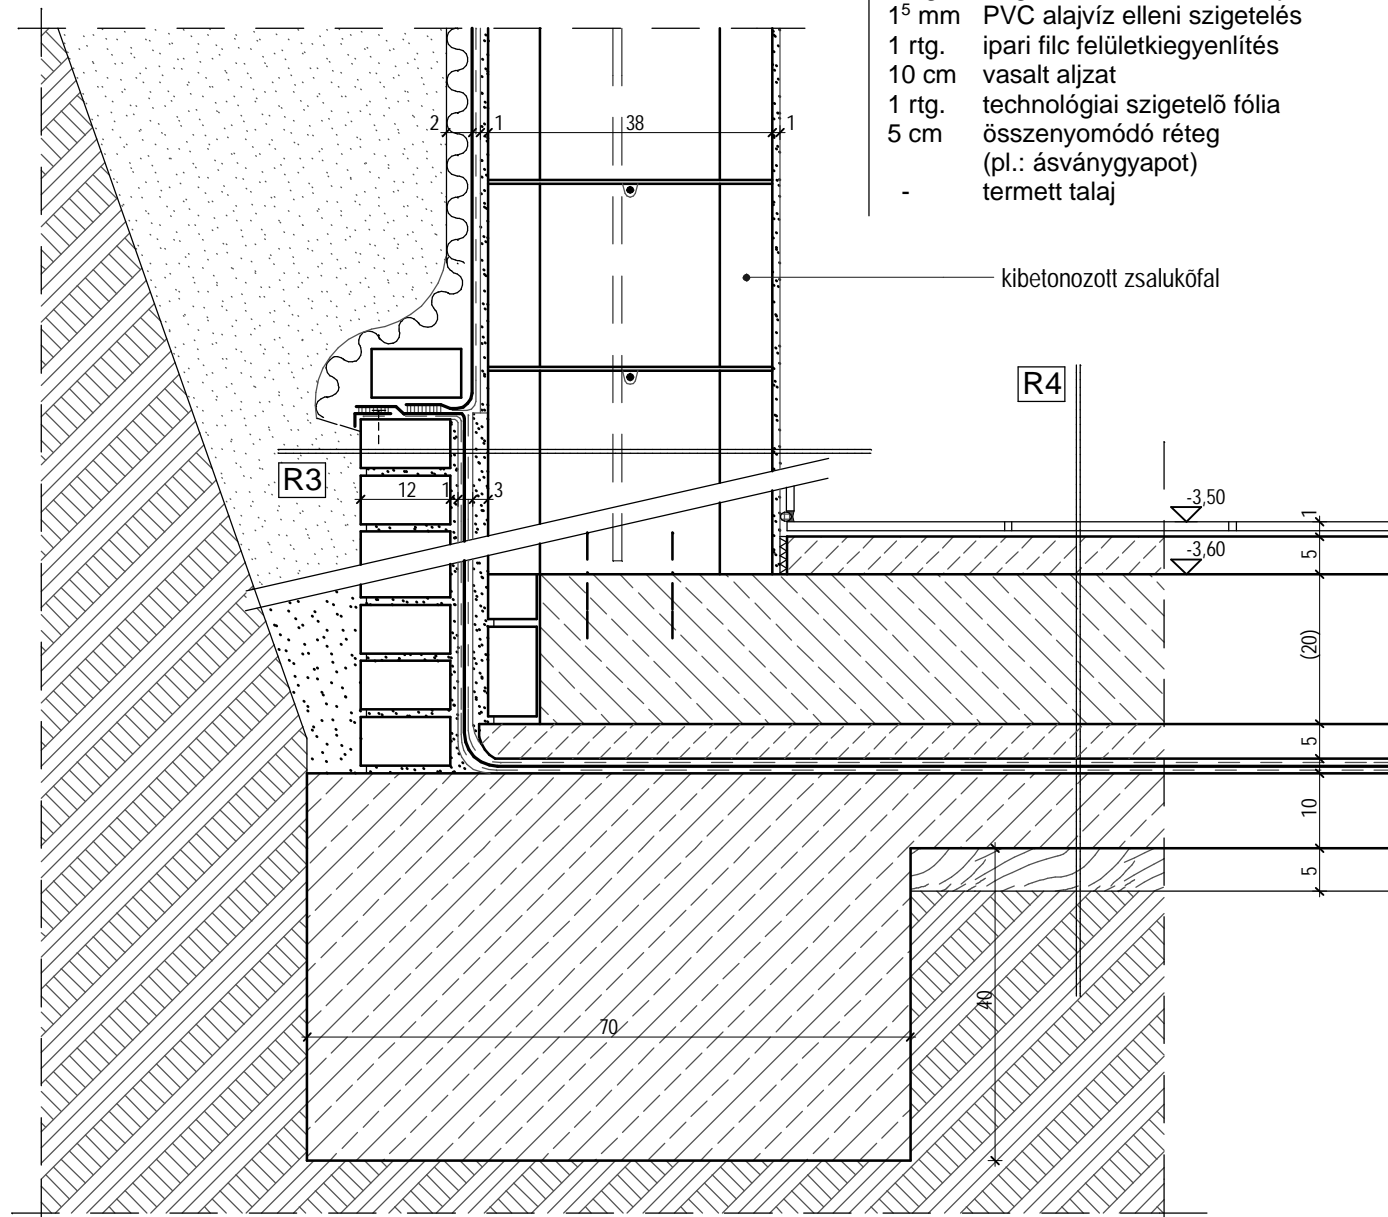 1⁵ mm PVC alajvíz elleni szigetelés
1 rtg. ipari filc felületkiegyenlítés
10 cm vasalt aljzat
1 rtg. technológiai szigetelõ fólia
5 cm összenyomódó réteg
(pl.: ásványgyapot)
- termett talaj
2 1 38 1
kibetonozott zsalukõfal
R4
R3
12 1 3
-3,50
1
-3,60
5
(20)
5
10
5
40
70